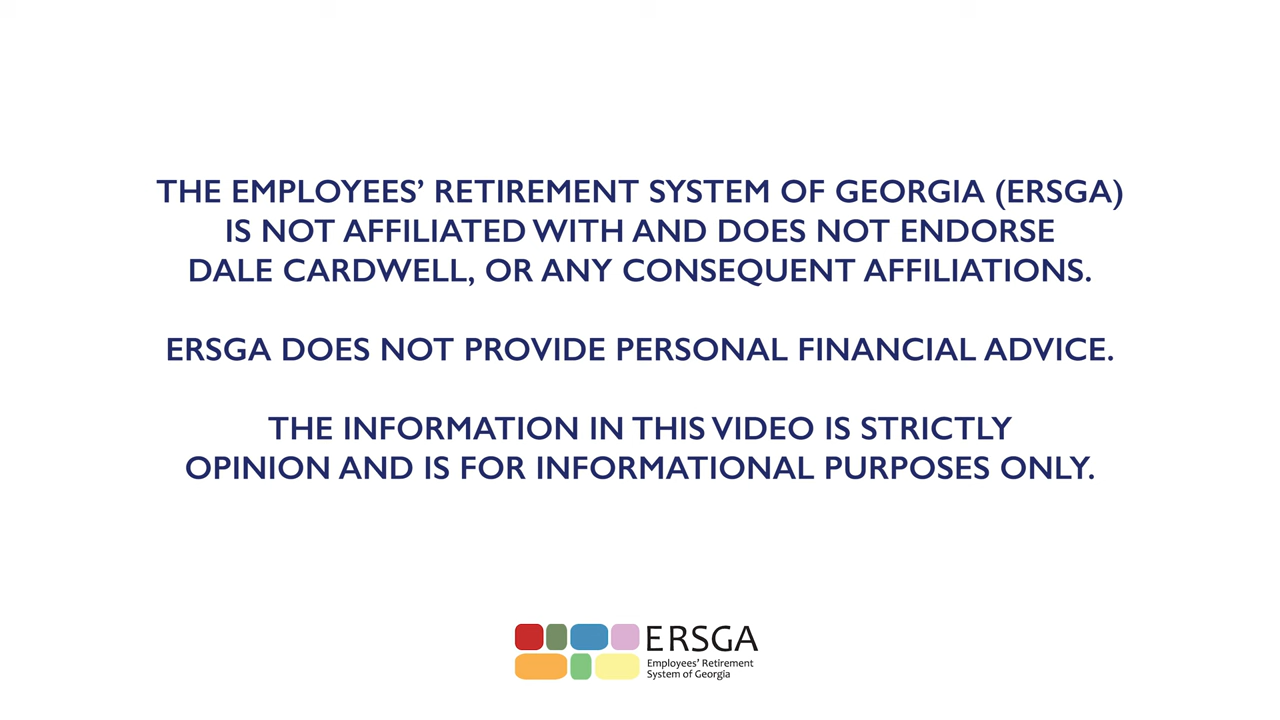 THE EMPLOYEES’ RETIREMENT SYSTEM OF GEORGIA (ERSGA)
IS NOT AFFILIATED WITH AND DOES NOT ENDORSE
DALE CARDWELL, OR ANY CONSEQUENT AFFILIATIONS.
ERSGA DOES NOT PROVIDE PERSONAL FINANCIAL ADVICE.
THE INFORMATION IN THIS VIDEO IS STRICTLY
OPINION AND IS FOR INFORMATIONAL PURPOSES ONLY.
ERSGA
Employees’ Retirement
System of Georgia